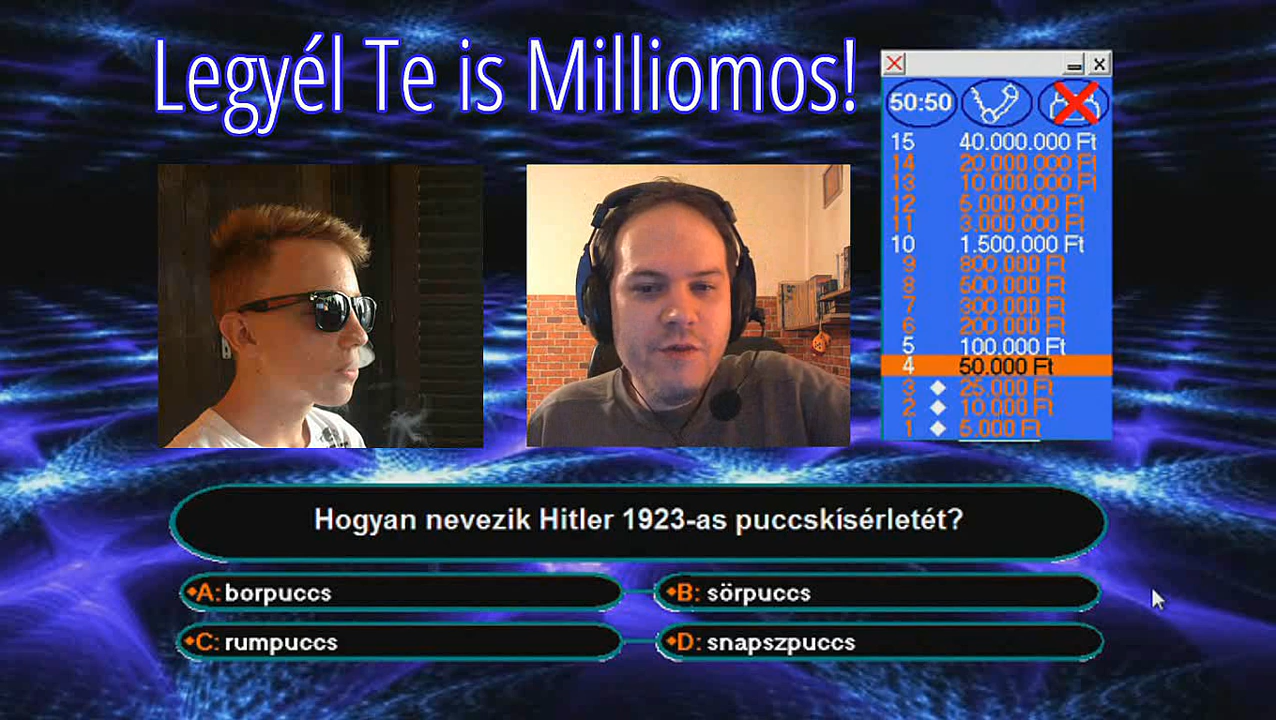 Legyél Te is Milliomos!
50:50
15 40.000.000 Ft
14 20.000.000 Ft
13 10.000.000 Ft
12 5.000.000 Ft
11 3.000.000 Ft
10 1.500.000 Ft
9 800.000 Ft
8 500.000 Ft
7 300.000 Ft
6 200.000 Ft
5 100.000 Ft
4 50.000 Ft
3 25.000 Ft
2 10.000 Ft
1 5.000 Ft
Hogyan nevezik Hitler 1923-as puccskísérletét?
A: borpuccs
B: sörpuccs
C: rumpuccs
D: snapszpuccs